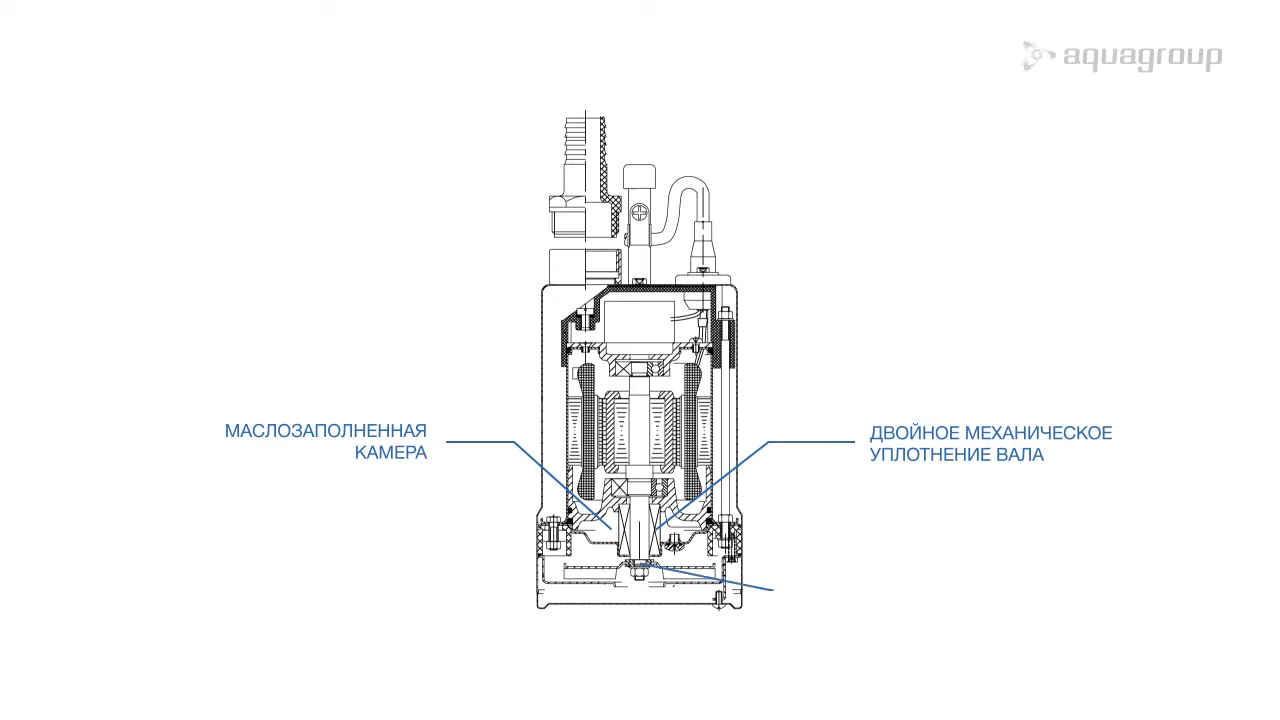 aquagroup
МАСЛОЗАПОЛНЕННАЯ
КАМЕРА
ДВОЙНОЕ МЕХАНИЧЕСКОЕ
УПЛОТНЕНИЕ ВАЛА